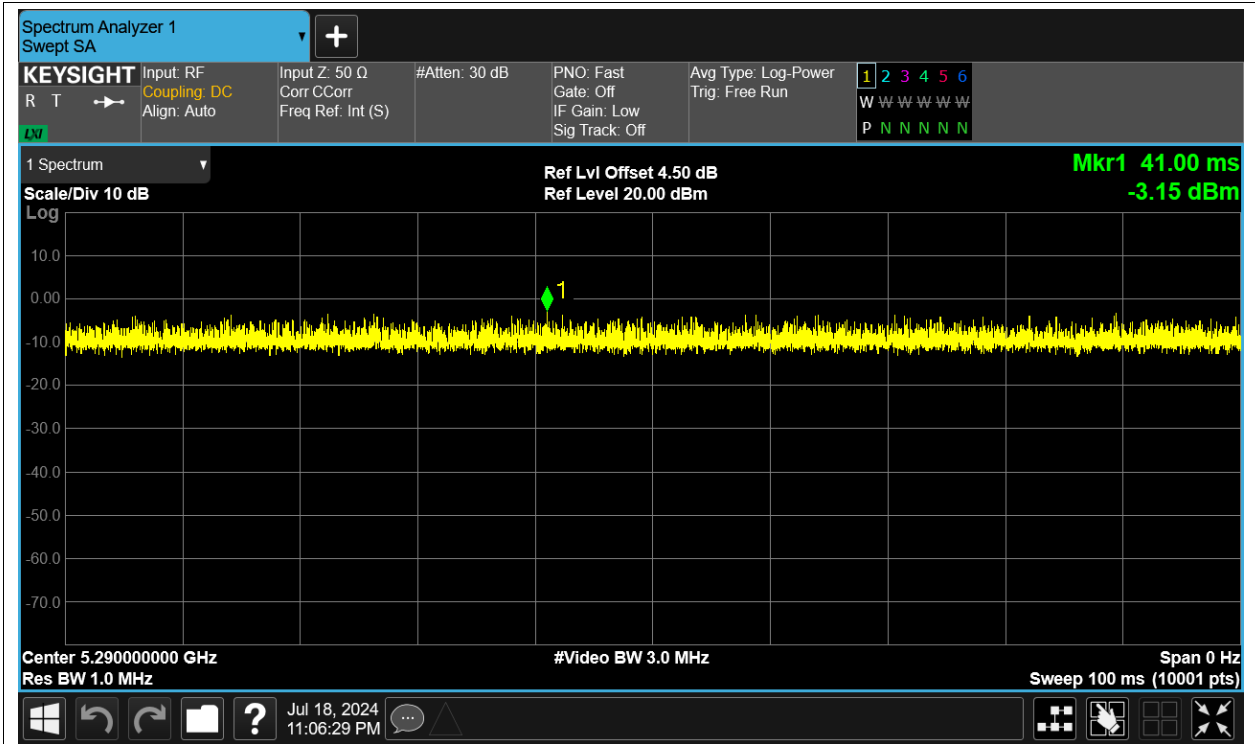 Spectrum Analyzer 1
Swept SA
+
KEYSIGHT
R T
LXI
Input: RF
Coupling: DC
Align: Auto
Input Z: 50 Ω
Corr CCorr
Freq Ref: Int (S)
#Atten: 30 dB
PNO: Fast
Gate: Off
IF Gain: Low
Sig Track: Off
Avg Type: Log-Power
Trig: Free Run
1 2 3 4 5 6
W W W W W W
P N N N N N
1 Spectrum
Scale/Div 10 dB
Log
Ref Lvl Offset 4.50 dB
Ref Level 20.00 dBm
Mkr1 41.00 ms
-3.15 dBm
10.0
0.00
1
-10.0
-20.0
-30.0
-40.0
-50.0
-60.0
-70.0
Center 5.290000000 GHz
Res BW 1.0 MHz
#Video BW 3.0 MHz
Span 0 Hz
Sweep 100 ms (10001 pts)
?
Jul 18, 2024
11:06:29 PM